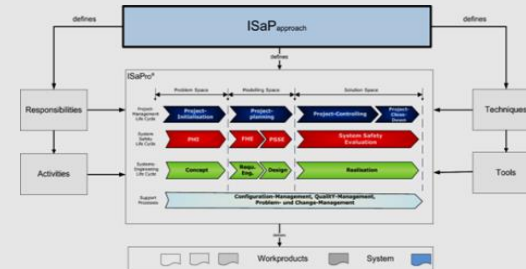 defines
ISaPapproach
defines
defines
ISaPro®
Problem Space
Modelling Space
Solution Space
Responsibilities
Techniques
Activities
Tools
Project-
Management
Life Cycle
Project-
Initialisation
Project-
planning
Project-Controlling
Project-
Close-
Down
System
Safety
Life Cycle
PHI
FHE
PSSE
System Safety
Evaluation
Systems-
Engineering
Life Cycle
Concept
Requ.
Eng.
Design
Realisation
Support
Processes
Configuration-Management, QualitY-Management,
Problem- and Change-Management
Workproducts
System